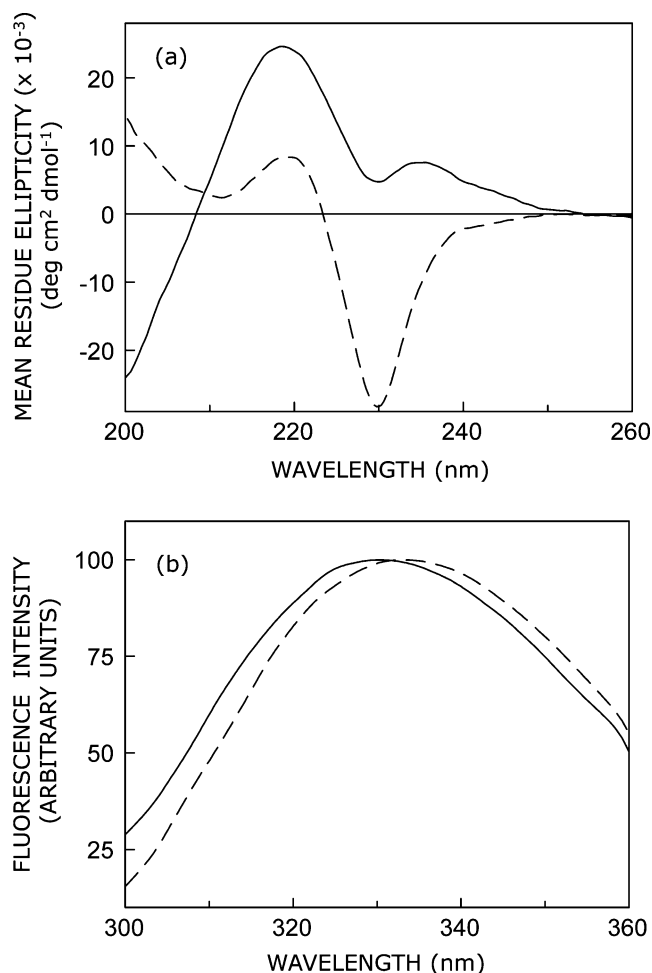 MEAN RESIDUE ELLIPTICITY (x 10-3)
(deg cm2 dmol-1)
(a)
20
10
0
-10
-20
200
220
240
260
WAVELENGTH (nm)
FLUORESCENCE INTENSITY
(ARBITRARY UNITS)
(b)
100
75
50
25
300
320
340
360
WAVELENGTH (nm)